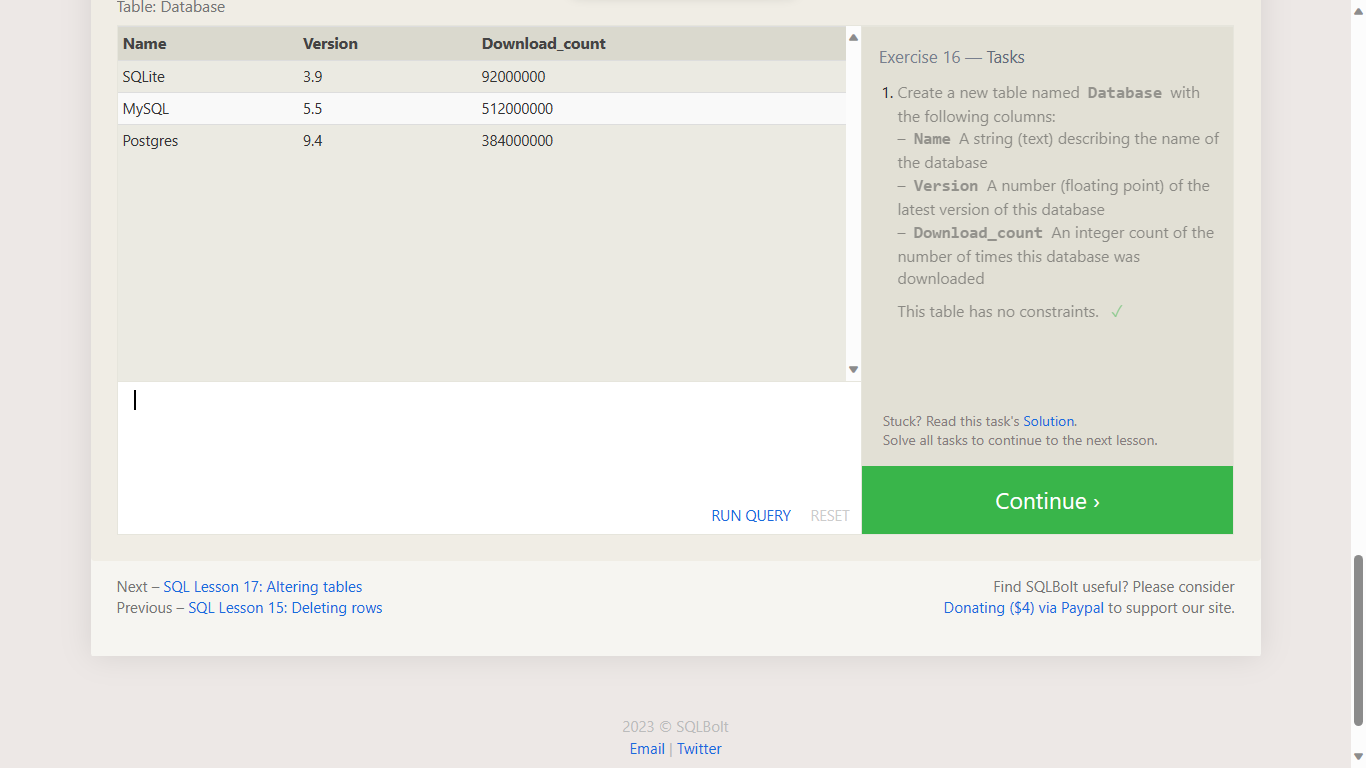 Table: Database
Name Version Download_count
SQLite 3.9 92000000
MySQL 5.5 512000000
Postgres 9.4 384000000
RUN QUERY RESET
Exercise 16 — Tasks
1. Create a new table named Database with
the following columns:
– Name A string (text) describing the name of
the database
– Version A number (floating point) of the
latest version of this database
– Download_count An integer count of the
number of times this database was
downloaded
This table has no constraints. ✓
Stuck? Read this task's Solution.
Solve all tasks to continue to the next lesson.
Continue ›
Next – SQL Lesson 17: Altering tables
Previous – SQL Lesson 15: Deleting rows
Find SQLBolt useful? Please consider
Donating ($4) via Paypal to support our site.
2023 © SQLBolt
Email | Twitter